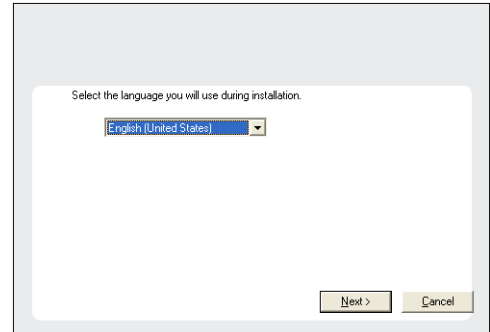 Select the language you will use during installation.
English (United States)
Next >
Cancel